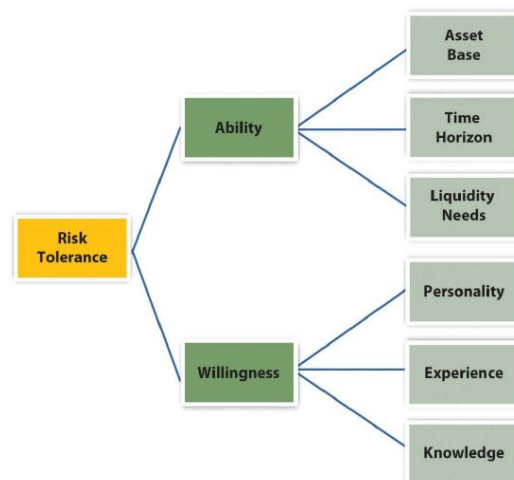 Asset
Base
Ability
Time
Horizon
Liquidity
Needs
Risk
Tolerance
Personality
Willingness
Experience
Knowledge